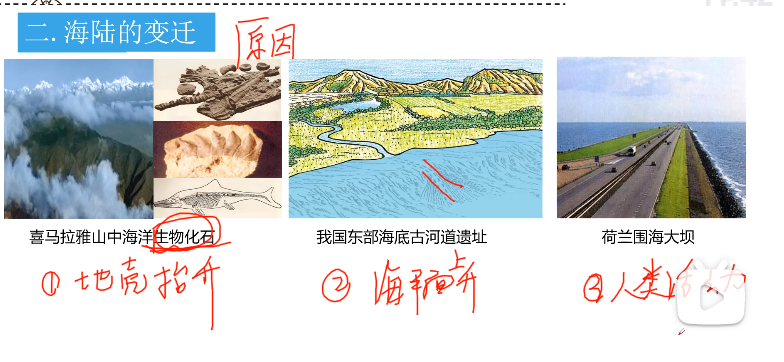 二.海陆的变迁
原因
喜马拉雅山中海洋生物化石
我国东部海底古河道遗址
荷兰围海大坝
①地壳抬升
②海平面上升
③人类活动